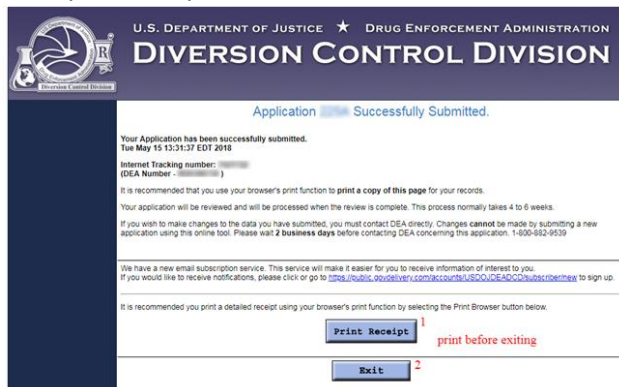 U.S. DEPARTMENT OF JUSTICE ★ DRUG ENFORCEMENT ADMINISTRATION
DIVERSION CONTROL DIVISION
Diversion Control Division
Application Successfully Submitted.
Your Application has been successfully submitted.
Tue May 15 13:31:37 EDT 2018
Internet Tracking number:
(DEA Number - )
It is recommended that you use your browser's print function to print a copy of this page for your records.
Your application will be reviewed and will be processed when the review is complete. This process normally takes 4 to 6 weeks.
If you wish to make changes to the data you have submitted, you must contact DEA directly. Changes cannot be made by submitting a new
application using this online tool. Please wait 2 business days before contacting DEA concerning this application. 1-800-882-9539
We have a new email subscription service. This service will make it easier for you to receive information of interest to you.
If you would like to receive notifications, please click or go to https://public.govdelivery.com/accounts/USDOJDEADCD/subscriber/new to sign up.
It is recommended you print a detailed receipt using your browser's print function by selecting the Print Browser button below.
Print Receipt 1
print before exiting
Exit 2